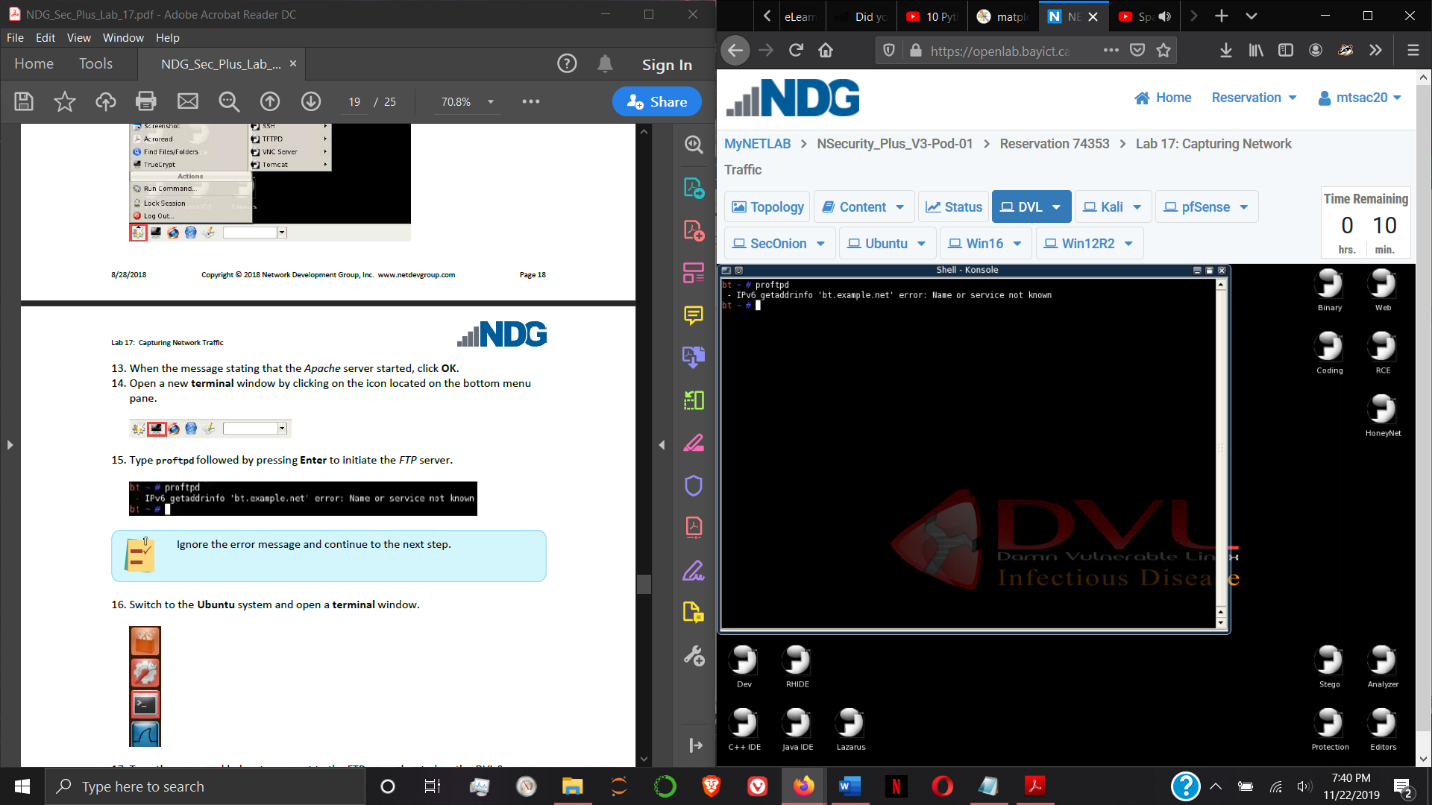 NDG_Sec_Plus_Lab_17.pdf - Adobe Acrobat Reader DC
File Edit View Window Help
Home Tools NDG_Sec_Plus_Lab_... ×
Sign In
19 / 25
70.8%
Share
Screenshot
Acroread
Find Files/Folders
TrueCrypt
Actions
Run Command...
Lock Session
Log Out...
SSH
TFTPD
VNC Server
Tomcat
8/28/2018 Copyright © 2018 Network Development Group, Inc. www.netdevgroup.com Page 18
Lab 17: Capturing Network Traffic
NDG
13. When the message stating that the Apache server started, click OK.
14. Open a new terminal window by clicking on the icon located on the bottom menu
pane.
15. Type proftpd followed by pressing Enter to initiate the FTP server.
bt ~ # proftpd
- IPv6 getaddrinfo 'bt.example.net' error: Name or service not known
bt ~ #
Ignore the error message and continue to the next step.
16. Switch to the Ubuntu system and open a terminal window.
eLearn
Did yo
10 Pyt
matpl
NE
Spa
https://openlab.bayict.ca
NDG
Home Reservation mtsac20
MyNETLAB > NSecurity_Plus_V3-Pod-01 > Reservation 74353 > Lab 17: Capturing Network
Traffic
Topology Content Status DVL Kali pfSense
SecOnion Ubuntu Win16 Win12R2
Time Remaining
0 10
hrs. min.
Shell - Konsole
bt ~ # proftpd
- IPv6 getaddrinfo 'bt.example.net' error: Name or service not known
bt ~ #
DVL
Damn Vulnerable Linux
Infectious Disease
Binary Web
Coding RCE
HoneyNet
Dev RHIDE
Stego Analyzer
C++ IDE Java IDE Lazarus
Protection Editors
Type here to search
7:40 PM
11/22/2019
2